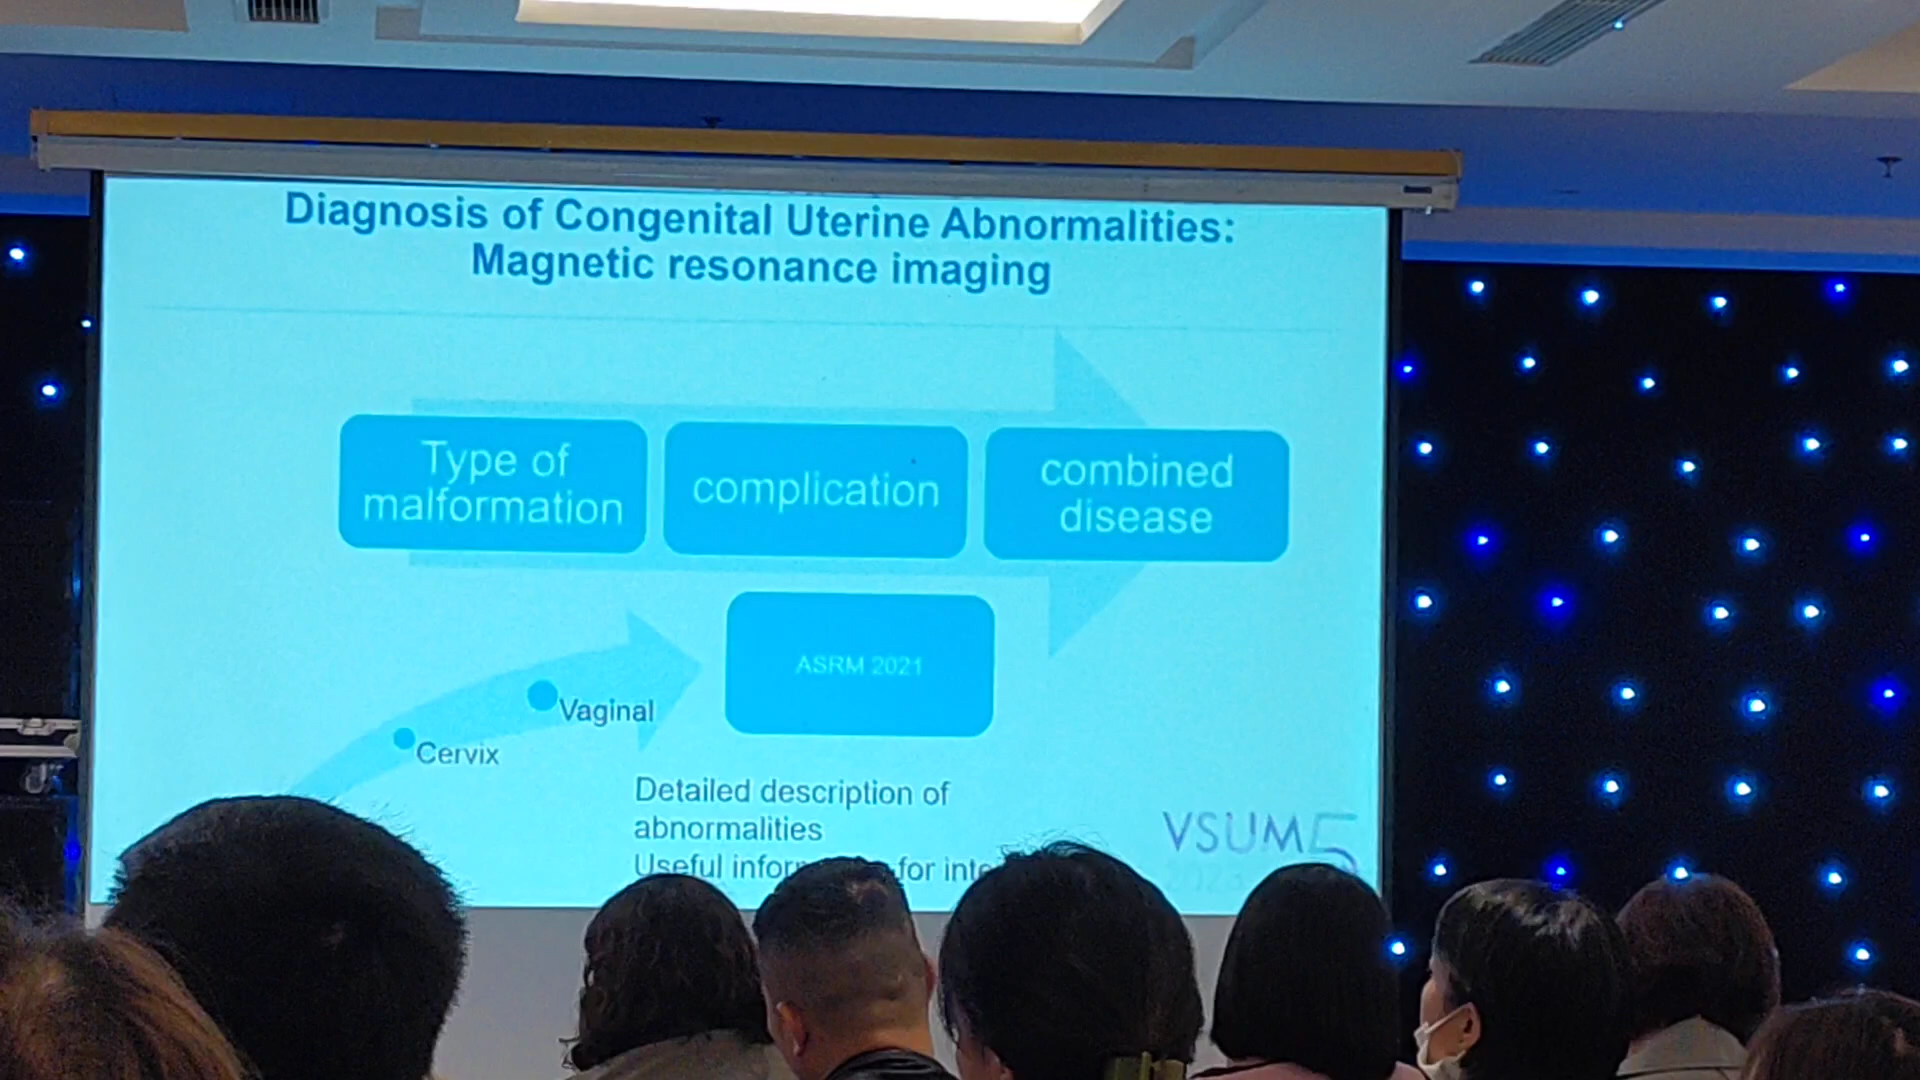 Diagnosis of Congenital Uterine Abnormalities:
Magnetic resonance imaging
Type of
malformation
complication
combined
disease
ASRM 2021
Vaginal
Cervix
Detailed description of
abnormalities
Useful for
VSUM5
2023